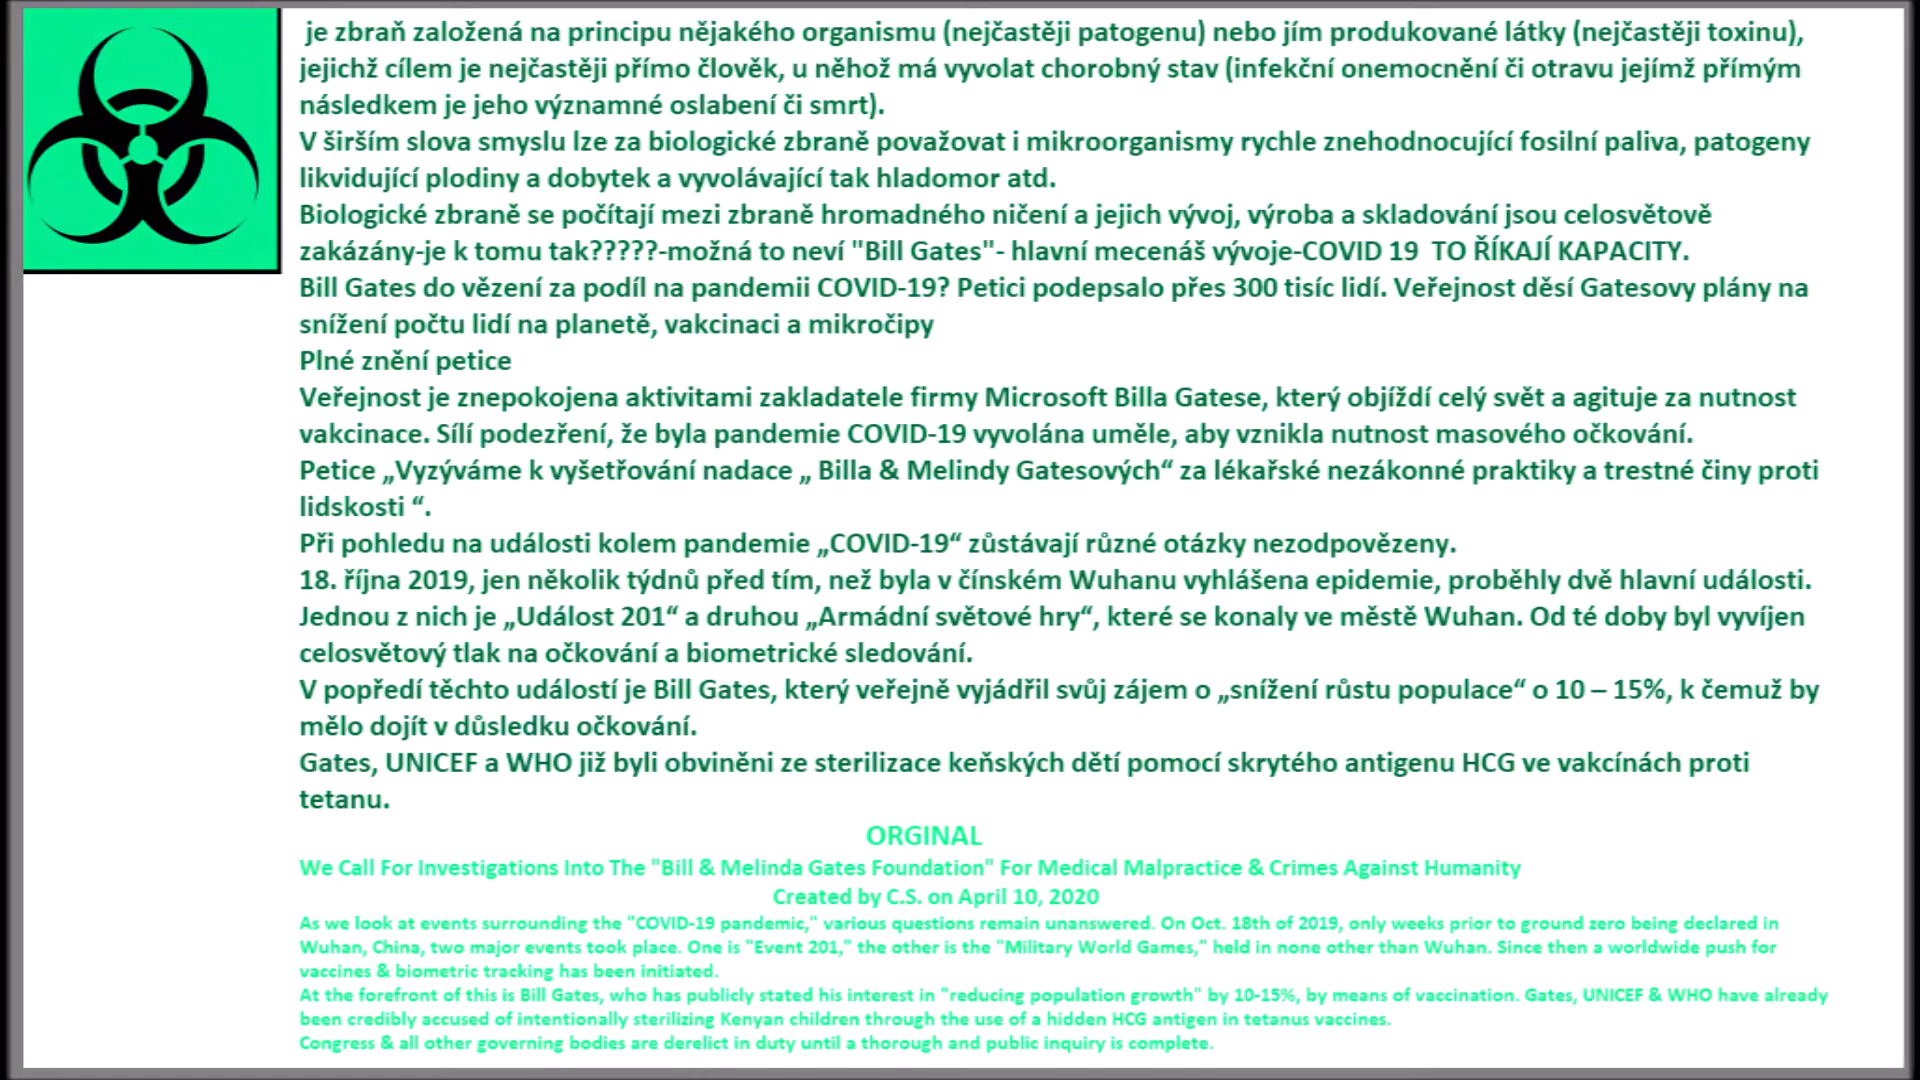 je zbraň založená na principu nějakého organismu (nejčastěji patogenu) nebo jím produkované látky (nejčastěji toxinu),
jejichž cílem je nejčastěji přímo člověk, u něhož má vyvolat chorobný stav (infekční onemocnění či otravu jejímž přímým
následkem je jeho významné oslabení či smrt).
V širším slova smyslu lze za biologické zbraně považovat i mikroorganismy rychle znehodnocující fosilní paliva, patogeny
likvidující plodiny a dobytek a vyvolávající tak hladomor atd.
Biologické zbraně se počítají mezi zbraně hromadného ničení a jejich vývoj, výroba a skladování jsou celosvětově
zakázány-je k tomu tak?????-možná to neví "Bill Gates"- hlavní mecenáš vývoje-COVID 19 TO ŘÍKAJÍ KAPACITY.
Bill Gates do vězení za podíl na pandemii COVID-19? Petici podepsalo přes 300 tisíc lidí. Veřejnost děsí Gatesovy plány na
snížení počtu lidí na planetě, vakcinaci a mikročipy
Plné znění petice
Veřejnost je znepokojena aktivitami zakladatele firmy Microsoft Billa Gatese, který objíždí celý svět a agituje za nutnost
vakcinace. Sílí podezření, že byla pandemie COVID-19 vyvolána uměle, aby vznikla nutnost masového očkování.
Petice „Vyzýváme k vyšetřování nadace „ Billa & Melindy Gatesových“ za lékařské nezákonné praktiky a trestné činy proti
lidskosti “.
Při pohledu na události kolem pandemie „COVID-19“ zůstávají různé otázky nezodpovězeny.
18. října 2019, jen několik týdnů před tím, než byla v čínském Wuhanu vyhlášena epidemie, proběhly dvě hlavní události.
Jednou z nich je „Událost 201“ a druhou „Armádní světové hry“, které se konaly ve městě Wuhan. Od té doby byl vyvíjen
celosvětový tlak na očkování a biometrické sledování.
V popředí těchto událostí je Bill Gates, který veřejně vyjádřil svůj zájem o „snížení růstu populace“ o 10 – 15%, k čemuž by
mělo dojít v důsledku očkování.
Gates, UNICEF a WHO již byli obviněni ze sterilizace keňských dětí pomocí skrytého antigenu HCG ve vakcínách proti
tetanu.
ORGINAL
We Call For Investigations Into The "Bill & Melinda Gates Foundation" For Medical Malpractice & Crimes Against Humanity
Created by C.S. on April 10, 2020
As we look at events surrounding the "COVID-19 pandemic," various questions remain unanswered. On Oct. 18th of 2019, only weeks prior to ground zero being declared in
Wuhan, China, two major events took place. One is "Event 201," the other is the "Military World Games," held in none other than Wuhan. Since then a worldwide push for
vaccines & biometric tracking has been initiated.
At the forefront of this is Bill Gates, who has publicly stated his interest in "reducing population growth" by 10-15%, by means of vaccination. Gates, UNICEF & WHO have already
been credibly accused of intentionally sterilizing Kenyan children through the use of a hidden HCG antigen in tetanus vaccines.
Congress & all other governing bodies are derelict in duty until a thorough and public inquiry is complete.